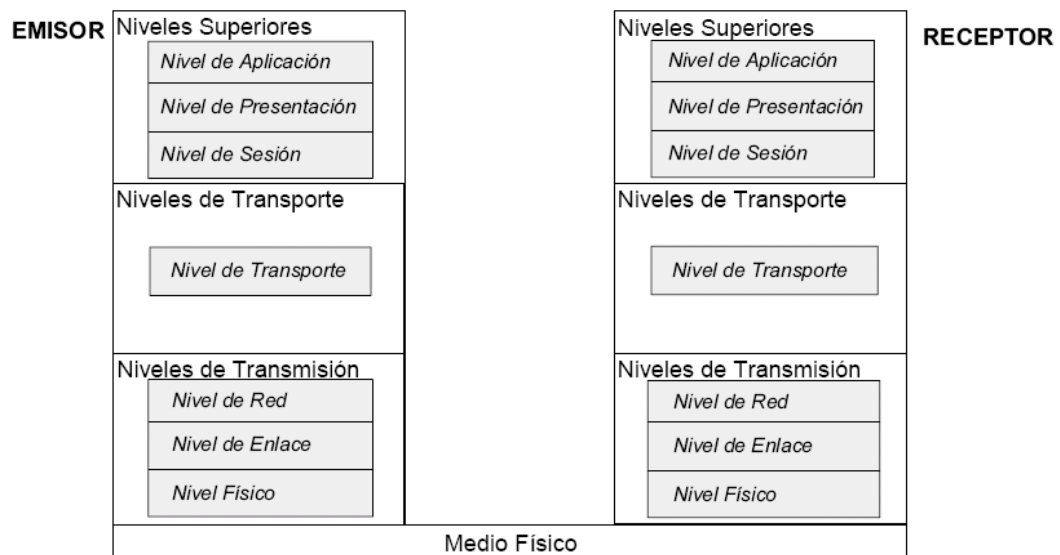 EMISOR
Niveles Superiores
Nivel de Aplicación
Nivel de Presentación
Nivel de Sesión
Niveles de Transporte
Nivel de Transporte
Niveles de Transmisión
Nivel de Red
Nivel de Enlace
Nivel Físico
Niveles Superiores
RECEPTOR
Nivel de Aplicación
Nivel de Presentación
Nivel de Sesión
Niveles de Transporte
Nivel de Transporte
Niveles de Transmisión
Nivel de Red
Nivel de Enlace
Nivel Físico
Medio Físico